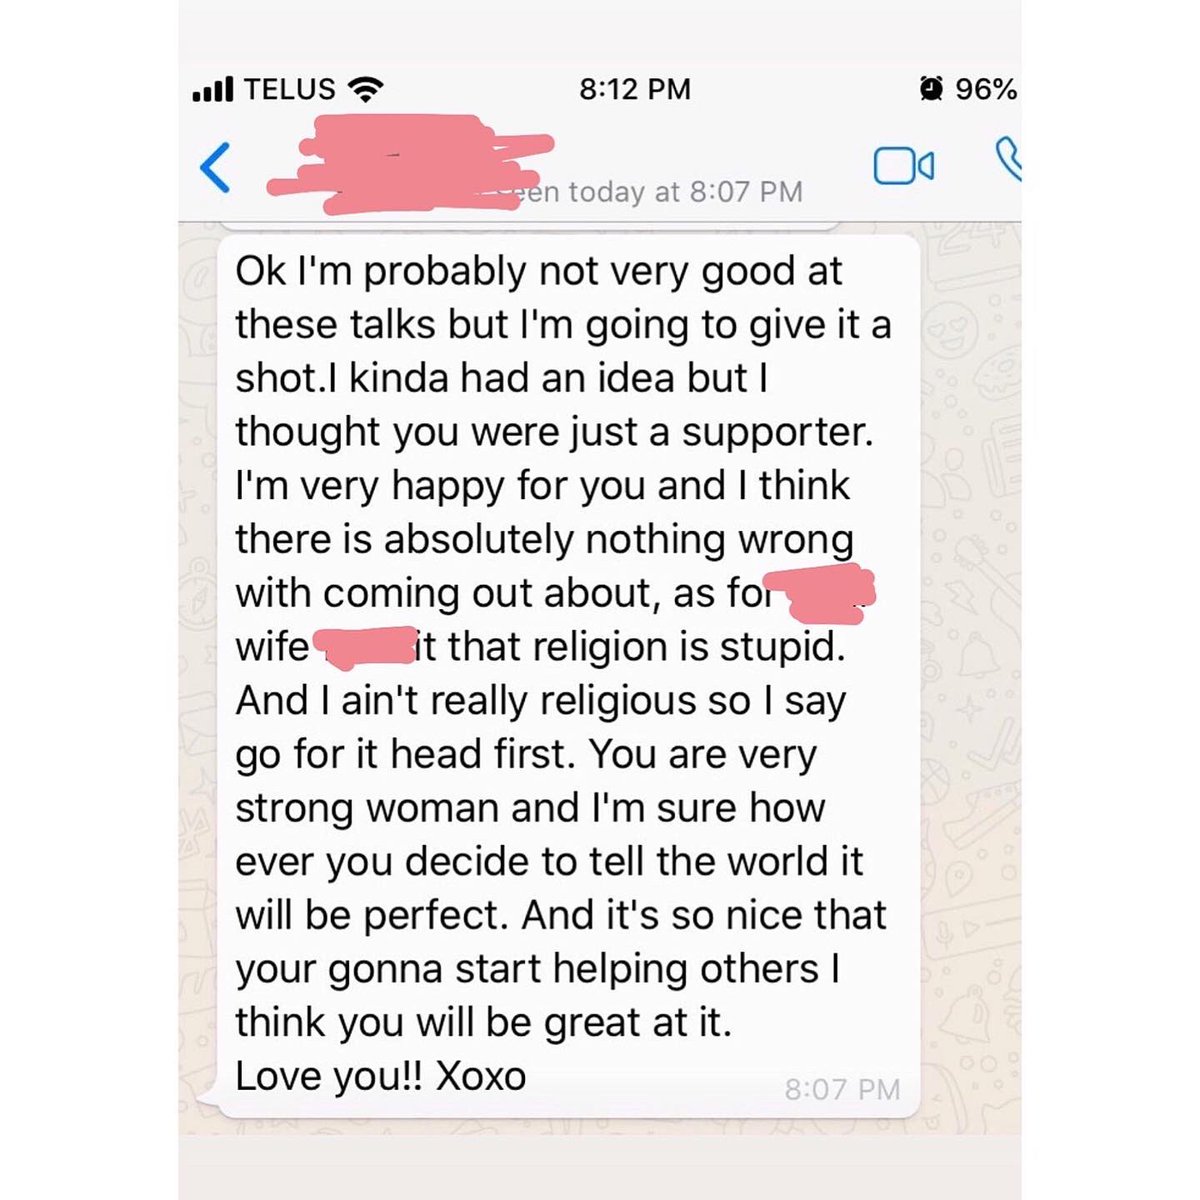 TELUS 8:12 PM 96%
een today at 8:07 PM
Ok I'm probably not very good at
these talks but I'm going to give it a
shot.I kinda had an idea but I
thought you were just a supporter.
I'm very happy for you and I think
there is absolutely nothing wrong
with coming out about, as for
wife it that religion is stupid.
And I ain't really religious so I say
go for it head first. You are very
strong woman and I'm sure how
ever you decide to tell the world it
will be perfect. And it's so nice that
your gonna start helping others I
think you will be great at it.
Love you!! Xoxo
8:07 PM